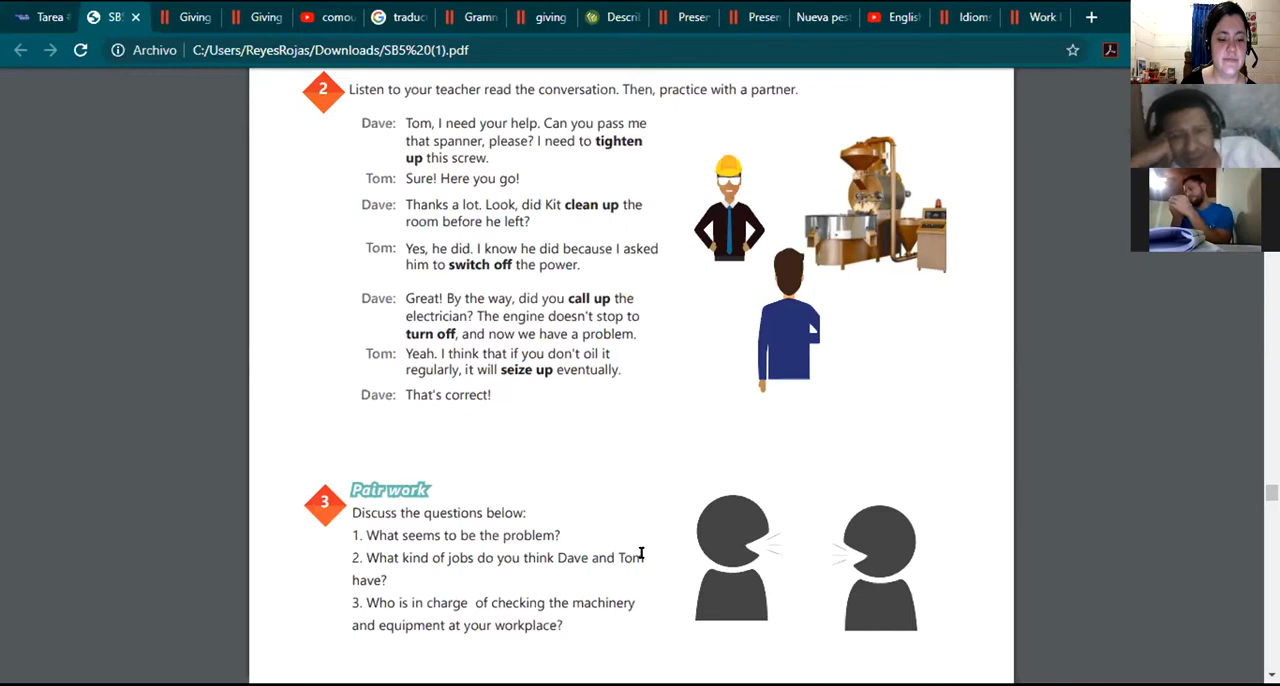 Tarea
SB5
Giving
Giving
comou
traduc
Gramn
giving
Descri
Presen
Presen
Nueva pest
Englis
Idioms
Work l
Archivo
C:/Users/ReyesRojas/Downloads/SB5%20(1).pdf
2
Listen to your teacher read the conversation. Then, practice with a partner.
Dave: Tom, I need your help. Can you pass me
that spanner, please? I need to tighten
up this screw.
Tom: Sure! Here you go!
Dave: Thanks a lot. Look, did Kit clean up the
room before he left?
Tom: Yes, he did. I know he did because I asked
him to switch off the power.
Dave: Great! By the way, did you call up the
electrician? The engine doesn't stop to
turn off, and now we have a problem.
Tom: Yeah. I think that if you don't oil it
regularly, it will seize up eventually.
Dave: That's correct!
3
Pair work
Discuss the questions below:
1. What seems to be the problem?
2. What kind of jobs do you think Dave and Tom
have?
3. Who is in charge of checking the machinery
and equipment at your workplace?